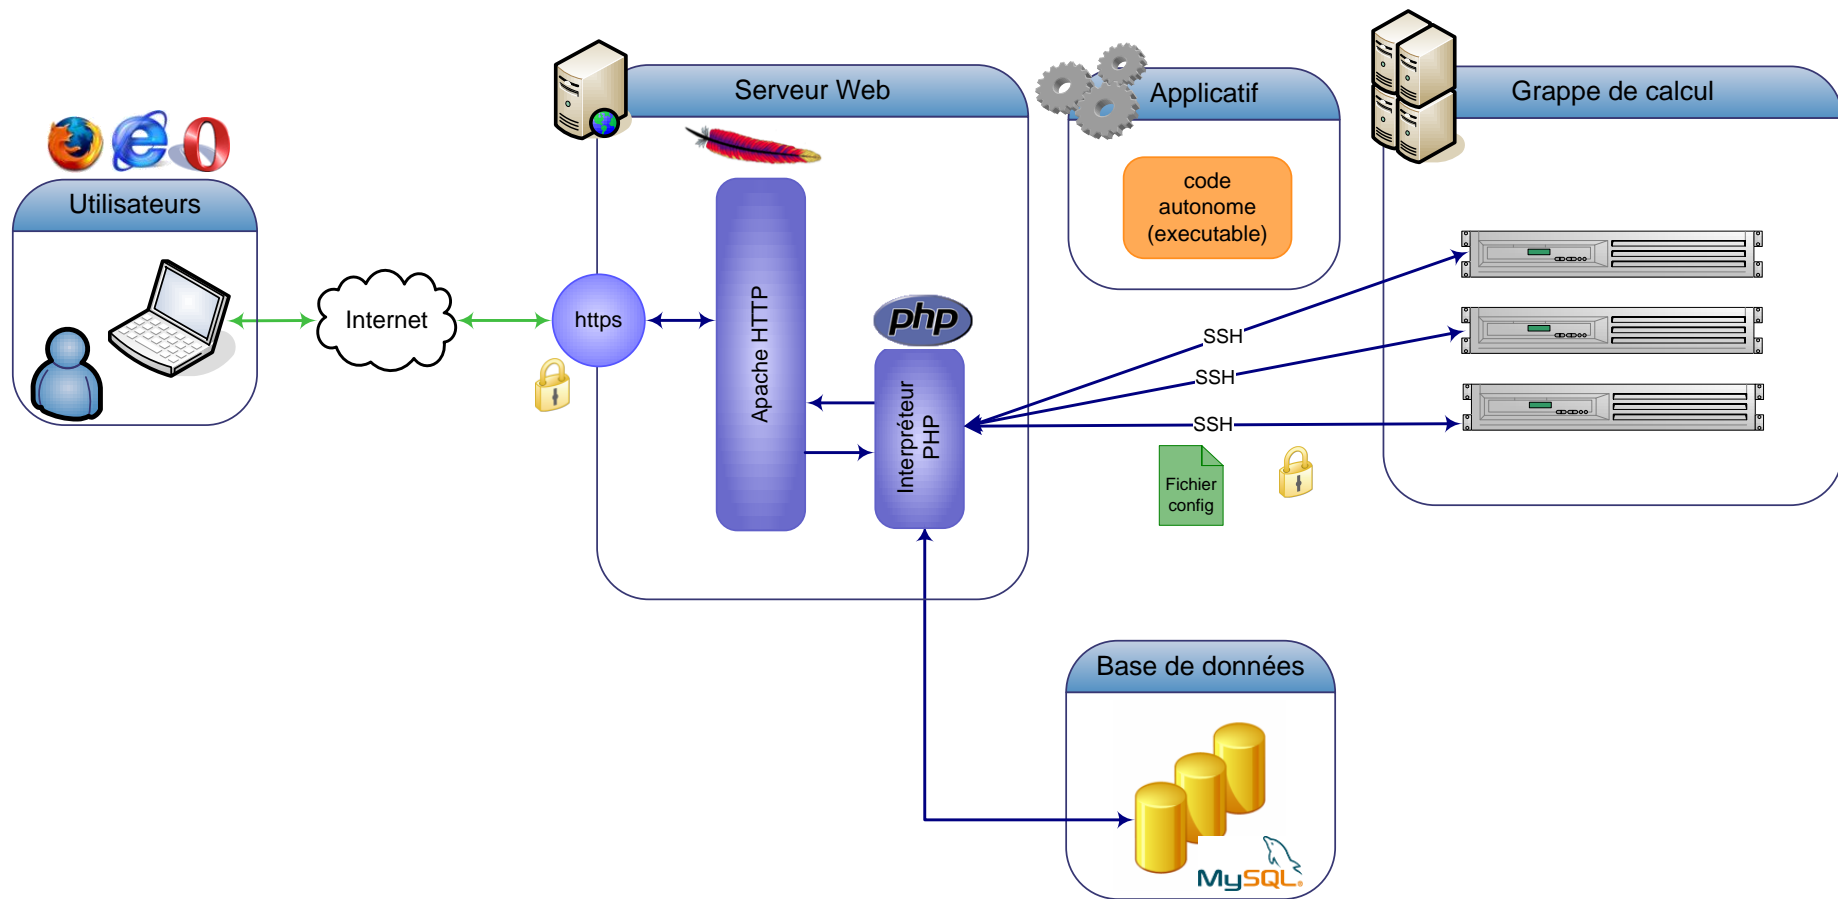 Serveur Web
Applicatif
Grappe de calcul
Utilisateurs
code
autonome
(executable)
Internet
https
Apache HTTP
php
Interpréteur
PHP
SSH
SSH
SSH
Fichier
config
Base de données
MySQL®